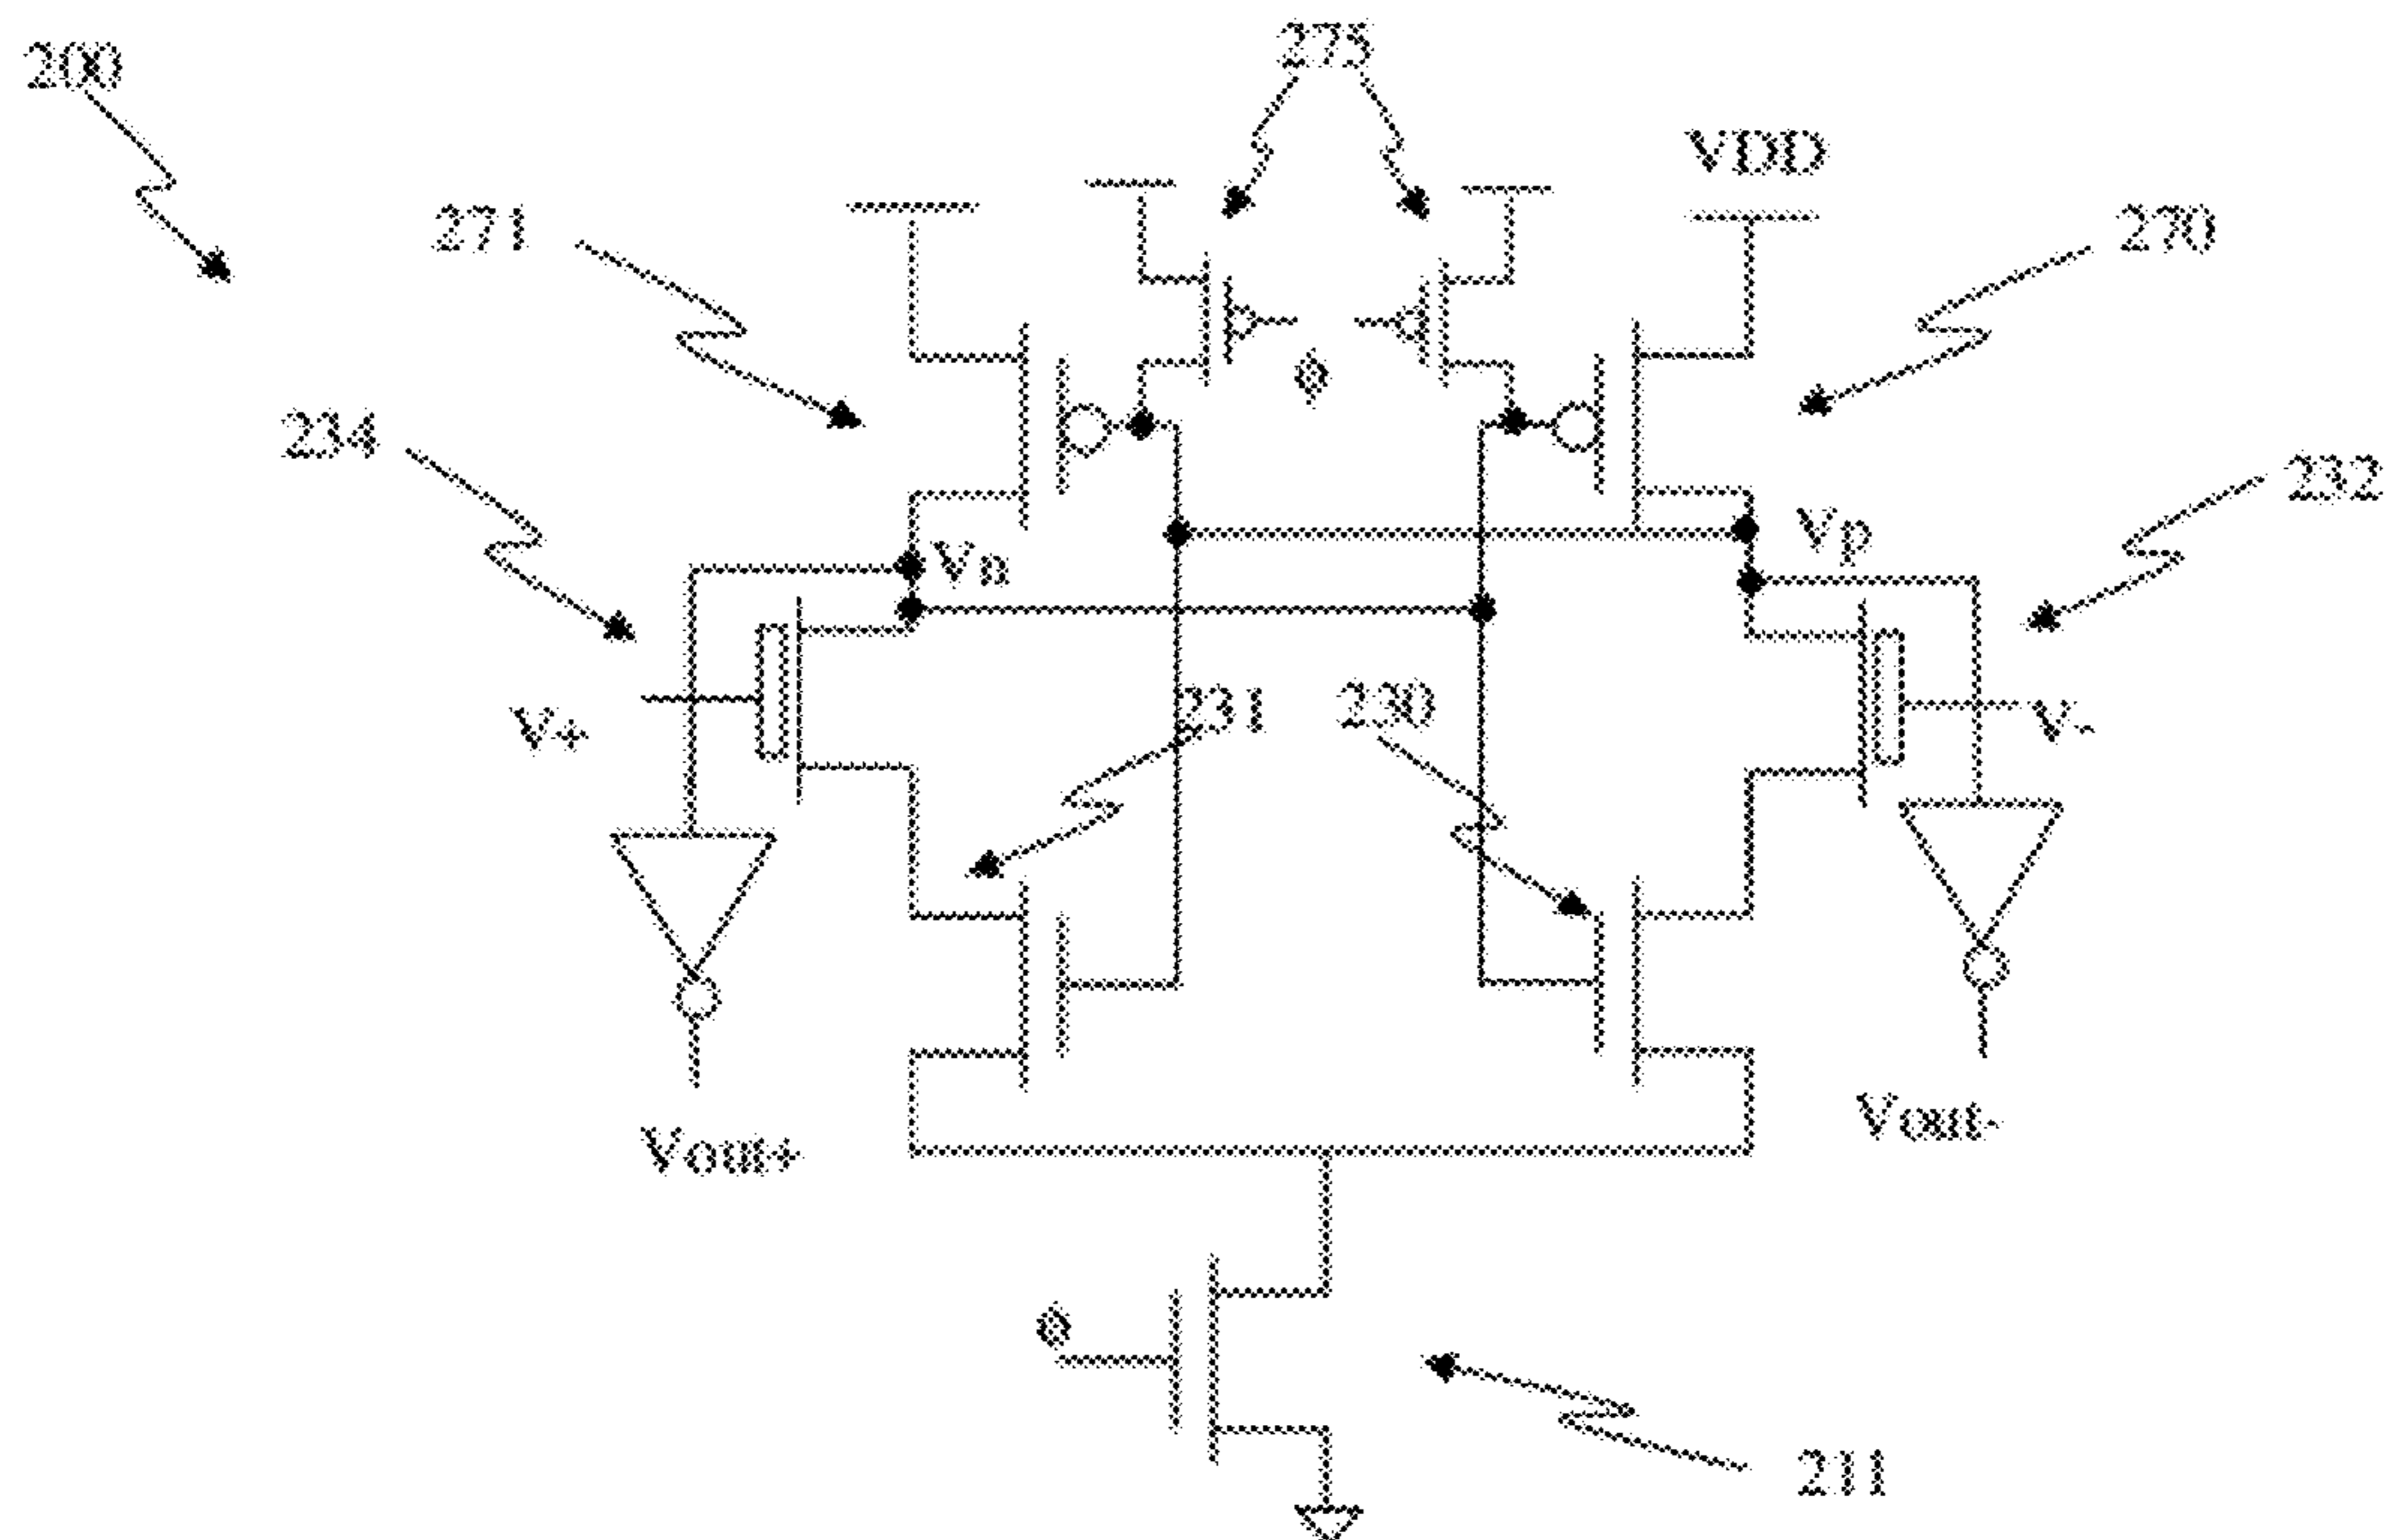 200
275
VDD
271
270
234
232
Vn
Vp
Φ
V+
231
230
V-
Vout+
Vout-
Φ
211